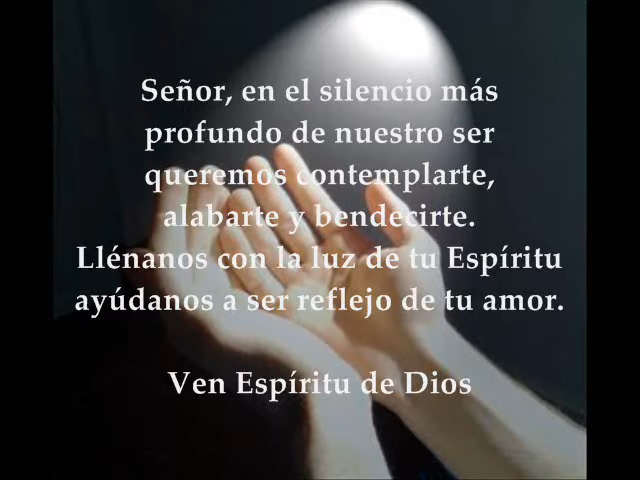 Señor, en el silencio más
profundo de nuestro ser
queremos contemplarte,
alabarte y bendecirte.
Llénanos con la luz de tu Espíritu
ayúdanos a ser reflejo de tu amor.
Ven Espíritu de Dios